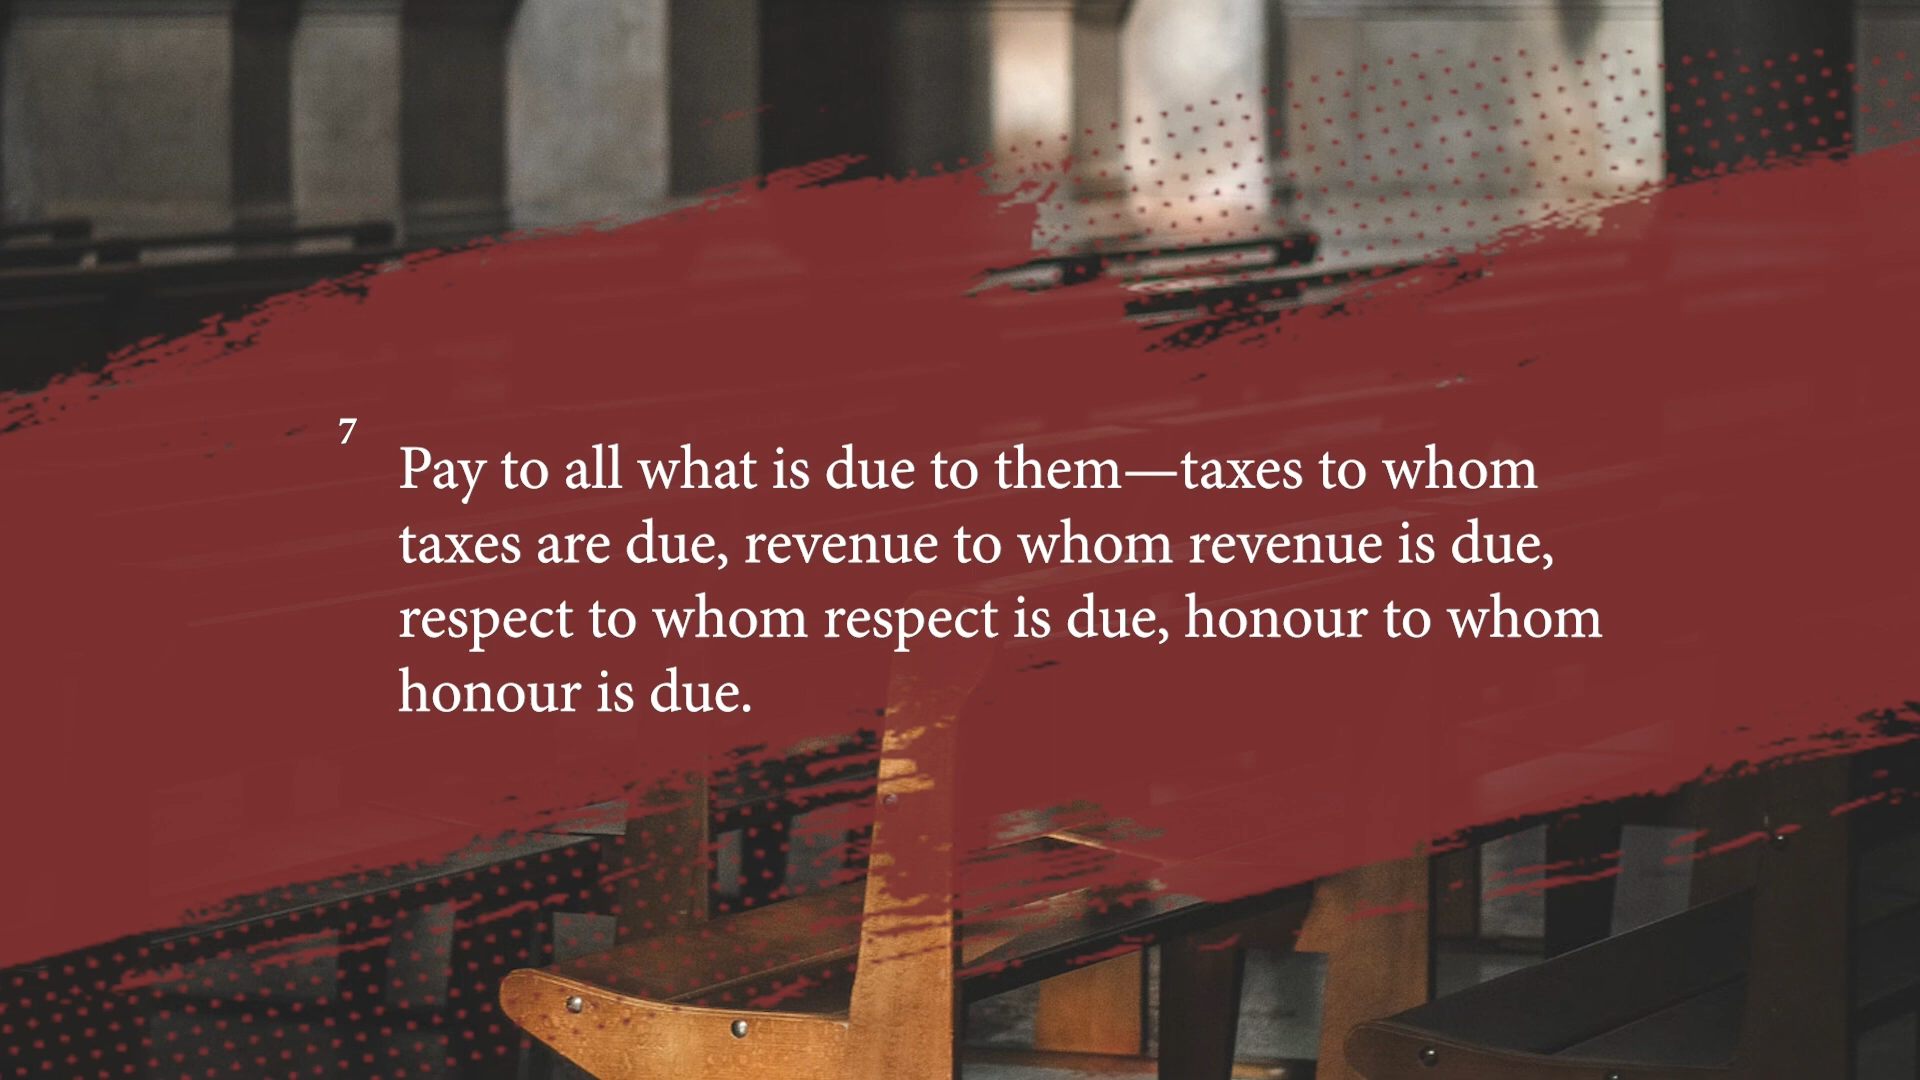 7
Pay to all what is due to them—taxes to whom
taxes are due, revenue to whom revenue is due,
respect to whom respect is due, honour to whom
honour is due.